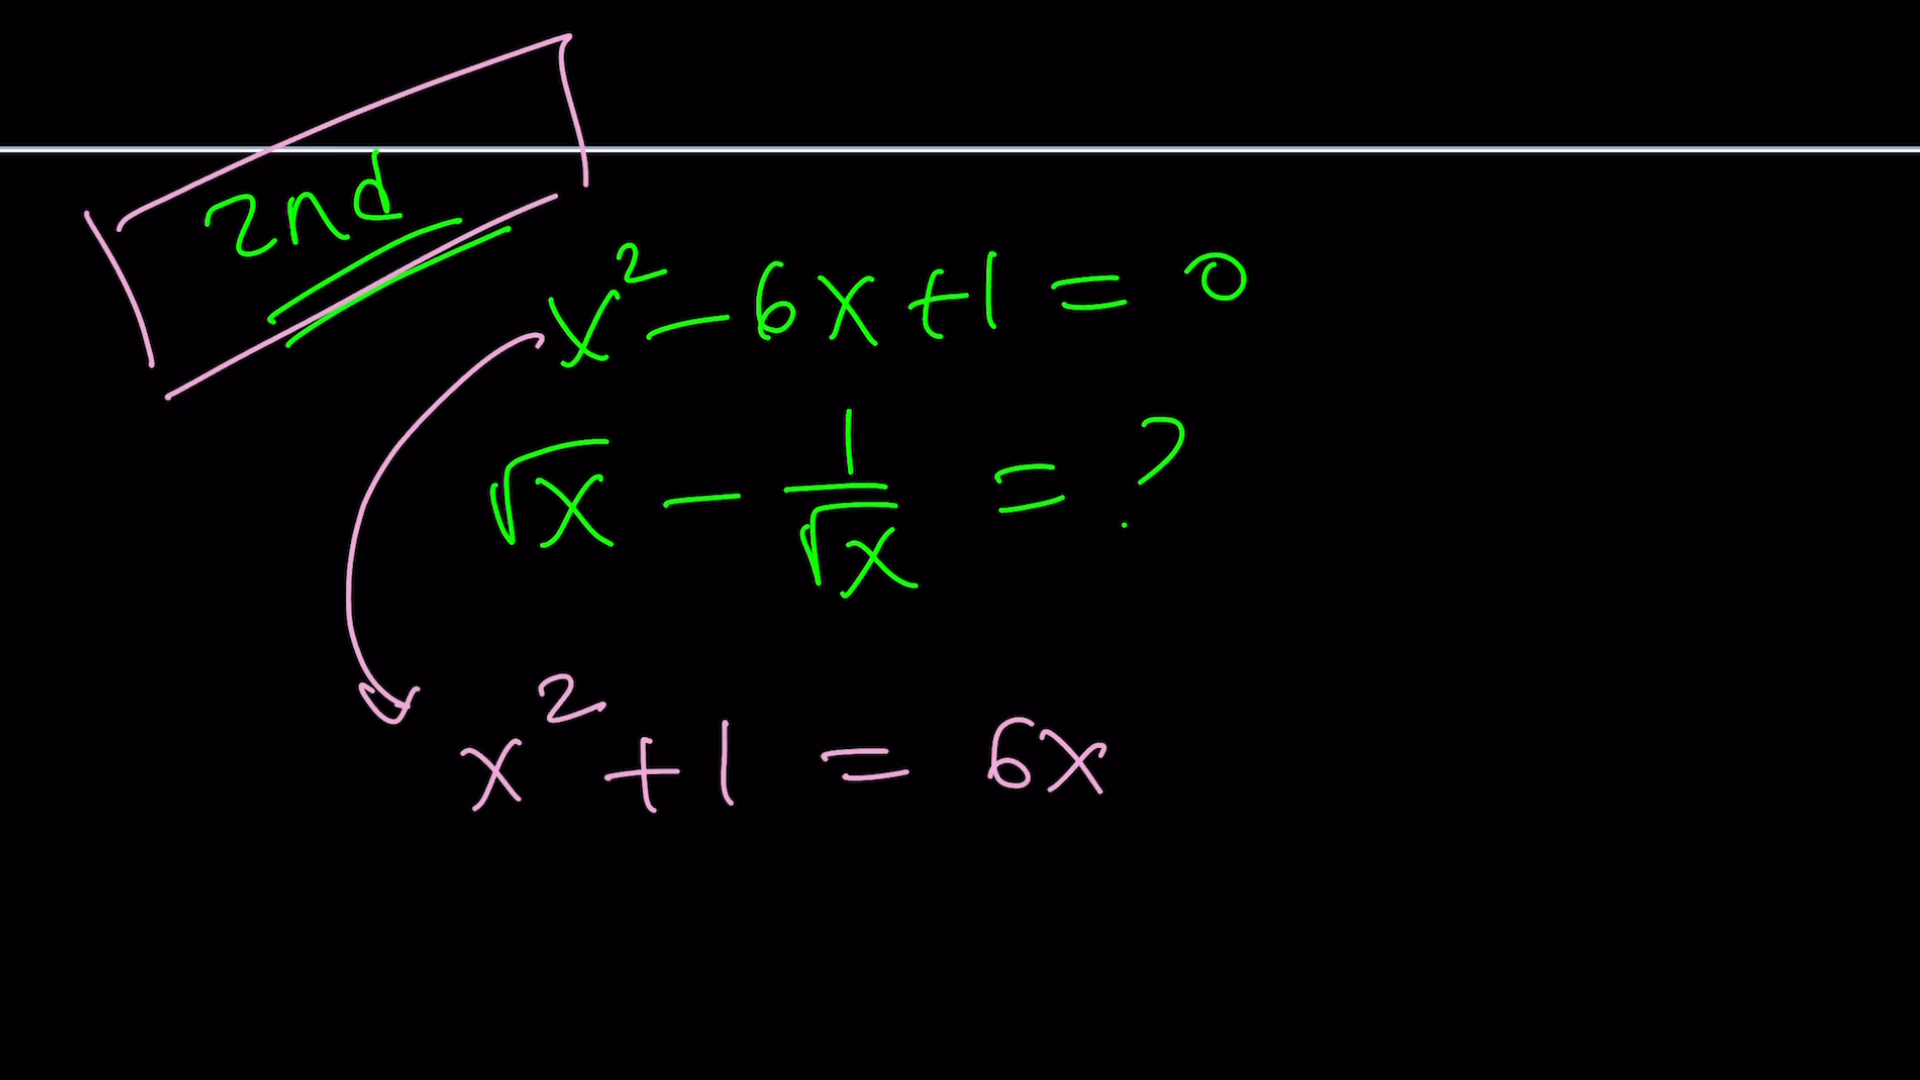 2nd
x² - 6x + 1 = 0
√x - 1/√x = ?
x² + 1 = 6x